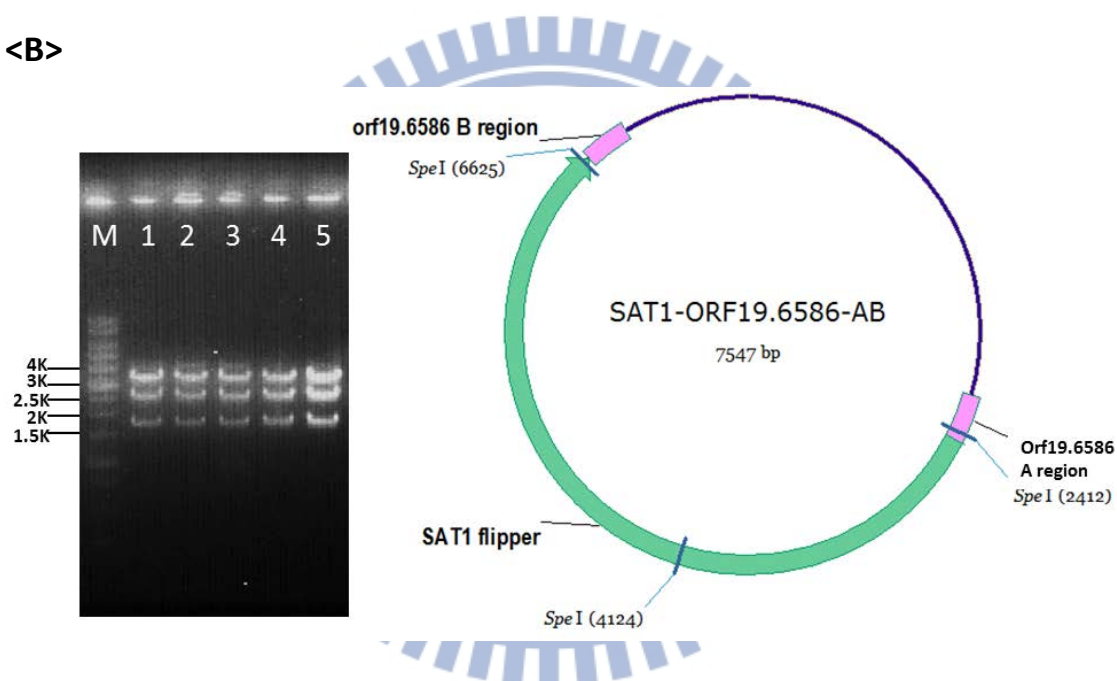 <B>
M 1 2 3 4 5
4K
3K
2.5K
2K
1.5K
orf19.6586 B region
SpeI (6625)
SAT1-ORF19.6586-AB
7547 bp
Orf19.6586
A region
SpeI (2412)
SAT1 flipper
SpeI (4124)